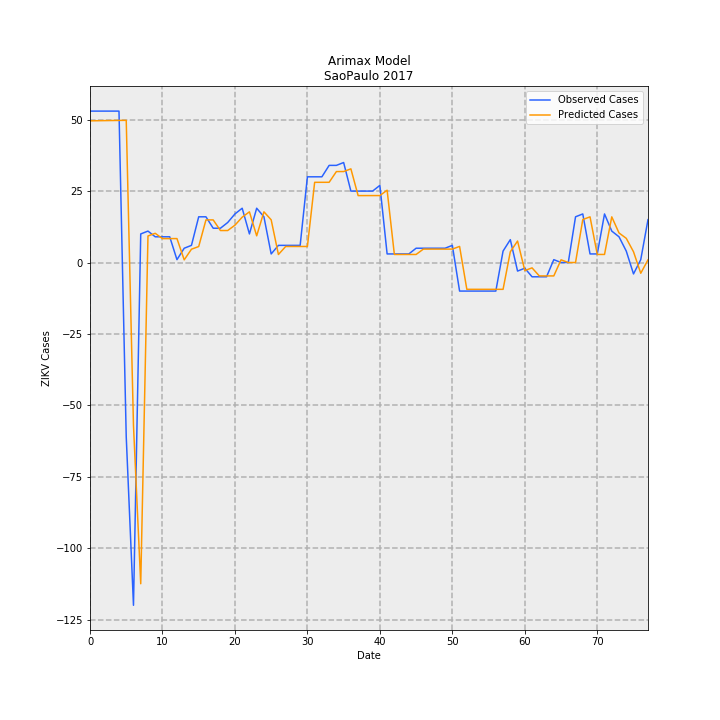 Arimax Model
SaoPaulo 2017
Observed Cases
Predicted Cases
ZIKV Cases
50
25
0
−25
−50
−75
−100
−125
0 10 20 30 40 50 60 70
Date